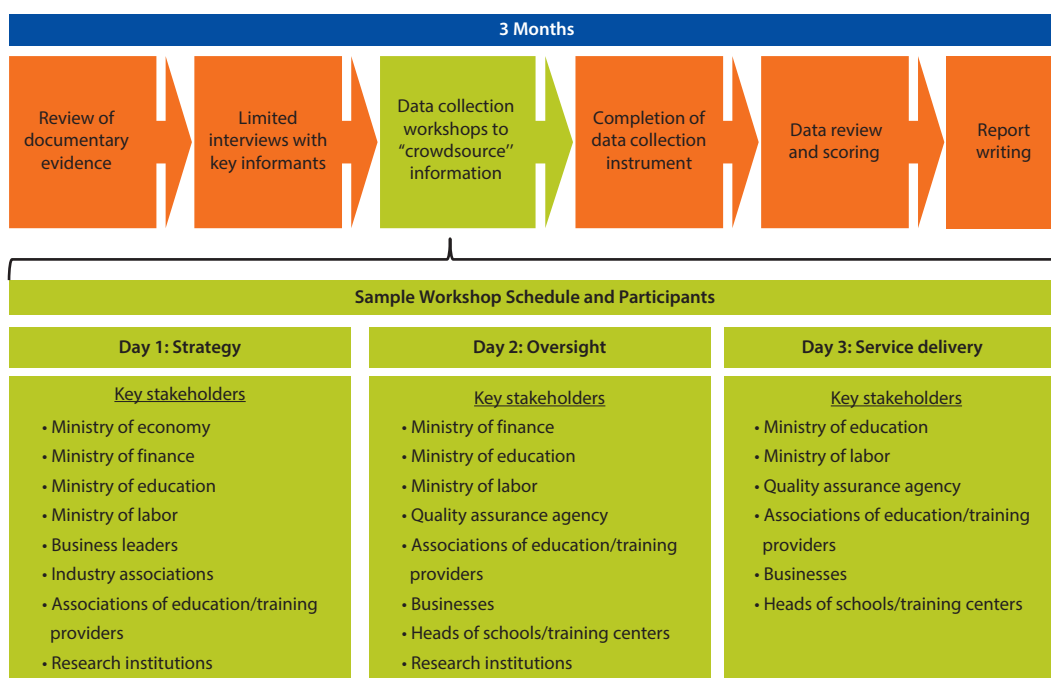 3 Months
Review of
documentary
evidence
Limited
interviews with
key informants
Data collection
workshops to
“crowdsource’’
information
Completion of
data collection
instrument
Data review
and scoring
Report
writing
Sample Workshop Schedule and Participants
Day 1: Strategy
Key stakeholders
• Ministry of economy
• Ministry of finance
• Ministry of education
• Ministry of labor
• Business leaders
• Industry associations
• Associations of education/training
providers
• Research institutions
Day 2: Oversight
Key stakeholders
• Ministry of finance
• Ministry of education
• Ministry of labor
• Quality assurance agency
• Associations of education/training
providers
• Businesses
• Heads of schools/training centers
• Research institutions
Day 3: Service delivery
Key stakeholders
• Ministry of education
• Ministry of labor
• Quality assurance agency
• Associations of education/training
providers
• Businesses
• Heads of schools/training centers